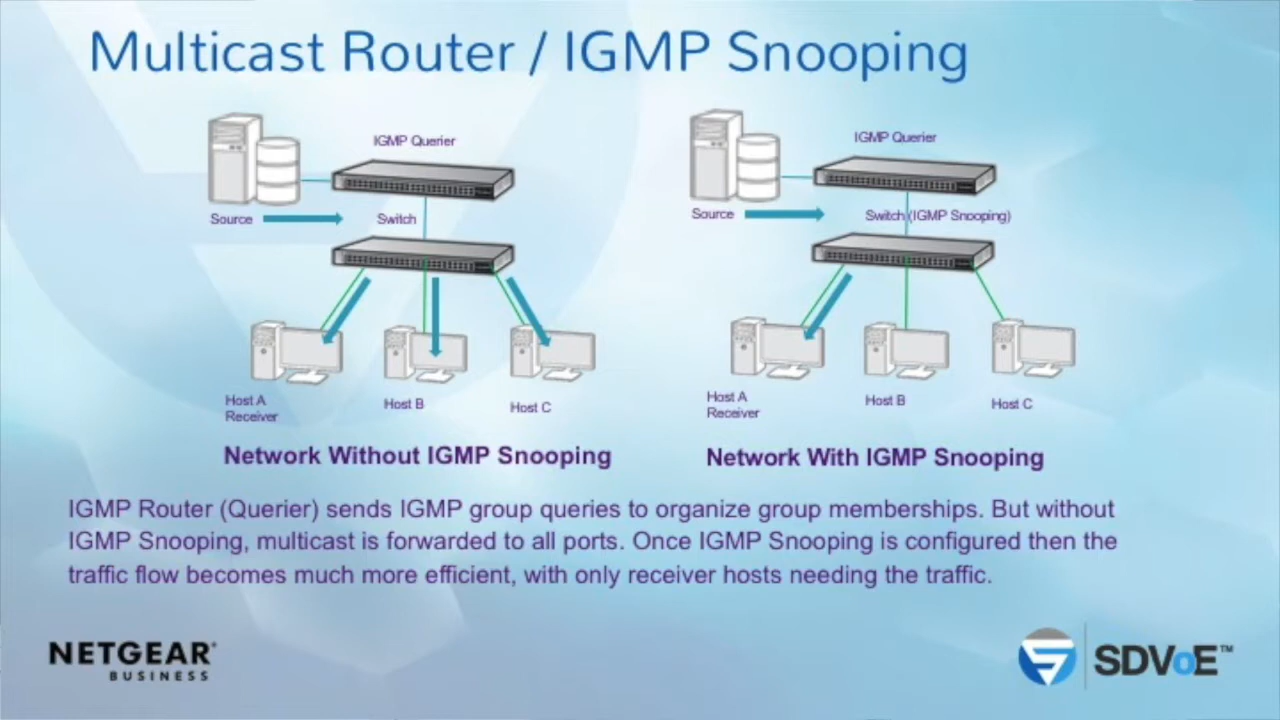 Multicast Router / IGMP Snooping
IGMP Querier
Source
Switch
Host A
Receiver
Host B
Host C
Network Without IGMP Snooping
IGMP Querier
Source
Switch (IGMP Snooping)
Host A
Receiver
Host B
Host C
Network With IGMP Snooping
IGMP Router (Querier) sends IGMP group queries to organize group memberships. But without
IGMP Snooping, multicast is forwarded to all ports. Once IGMP Snooping is configured then the
traffic flow becomes much more efficient, with only receiver hosts needing the traffic.
NETGEAR®
BUSINESS
SDVoE™